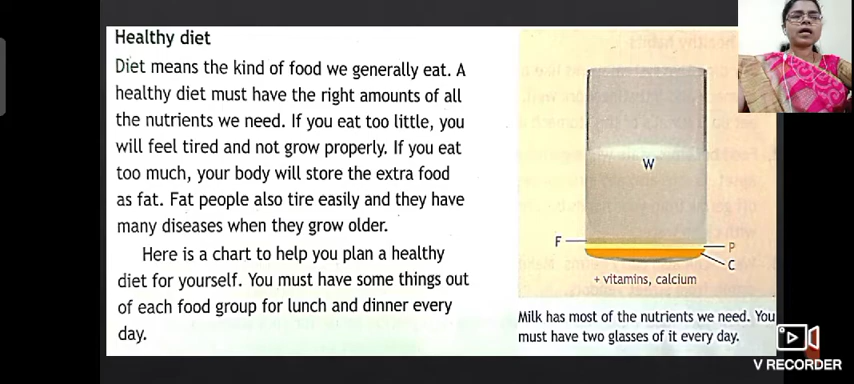 Healthy diet
Diet means the kind of food we generally eat. A
healthy diet must have the right amounts of all
the nutrients we need. If you eat too little, you
will feel tired and not grow properly. If you eat
too much, your body will store the extra food
as fat. Fat people also tire easily and they have
many diseases when they grow older.
Here is a chart to help you plan a healthy
diet for yourself. You must have some things out
of each food group for lunch and dinner every
day.
W
F
P
C
+ vitamins, calcium
Milk has most of the nutrients we need. You
must have two glasses of it every day.
V RECORDER